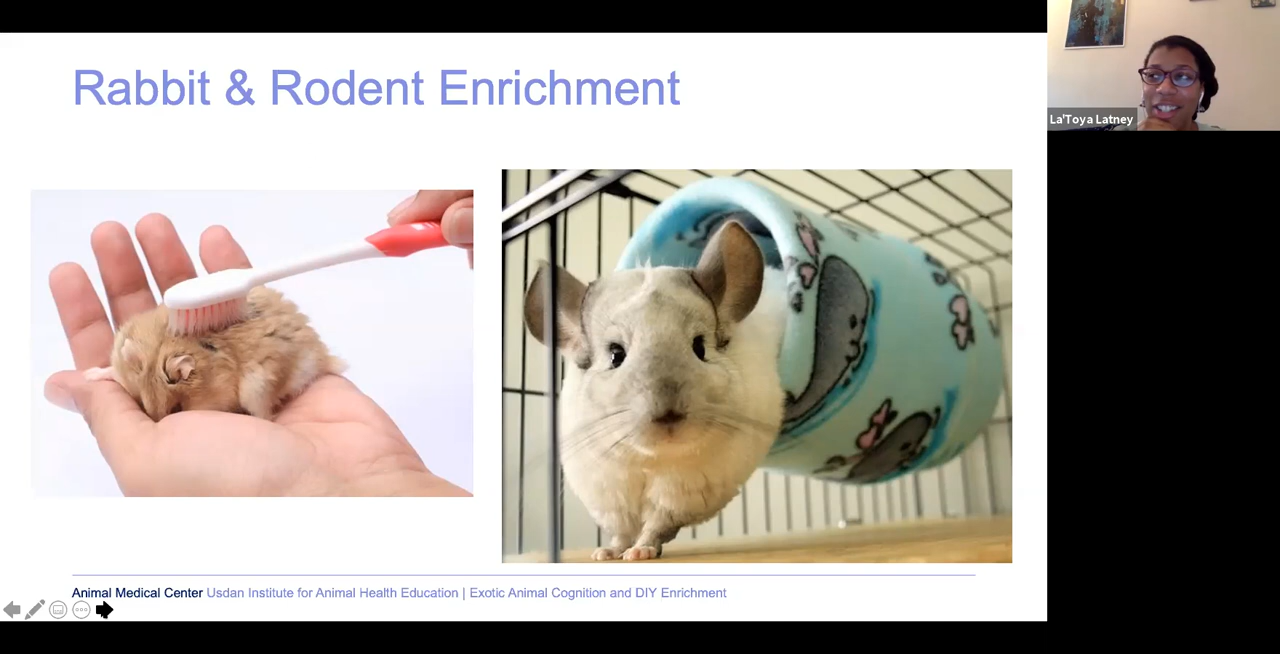 Rabbit & Rodent Enrichment
La'Toya Latney
Animal Medical Center Usdan Institute for Animal Health Education | Exotic Animal Cognition and DIY Enrichment